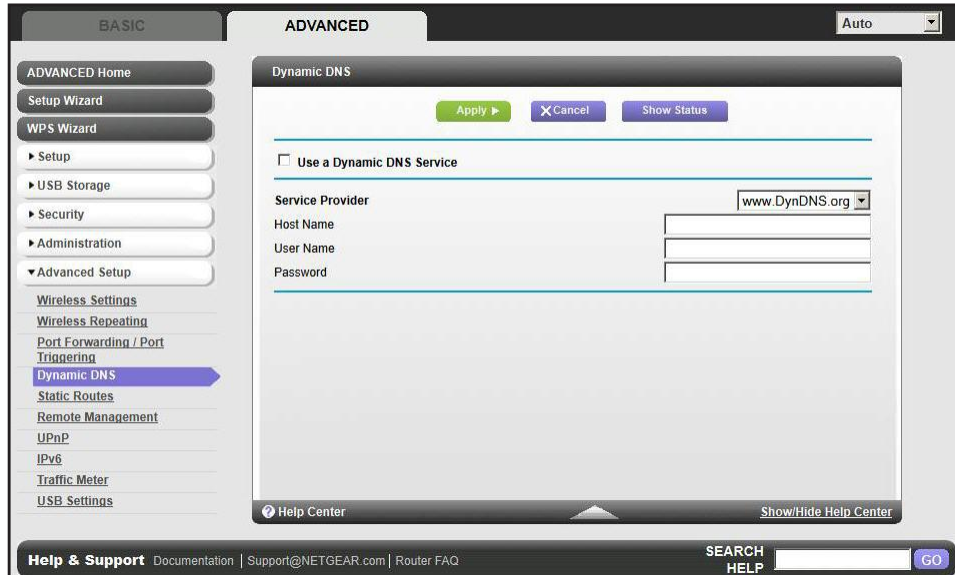 BASIC
ADVANCED
Auto
ADVANCED Home
Setup Wizard
WPS Wizard
Setup
USB Storage
Security
Administration
Advanced Setup
Wireless Settings
Wireless Repeating
Port Forwarding / Port
Triggering
Dynamic DNS
Static Routes
Remote Management
UPnP
IPv6
Traffic Meter
USB Settings
Dynamic DNS
Apply
Cancel
Show Status
Use a Dynamic DNS Service
Service Provider
www.DynDNS.org
Host Name
User Name
Password
Help Center
Show/Hide Help Center
Help & Support Documentation | Support@NETGEAR.com | Router FAQ
SEARCH
HELP
GO